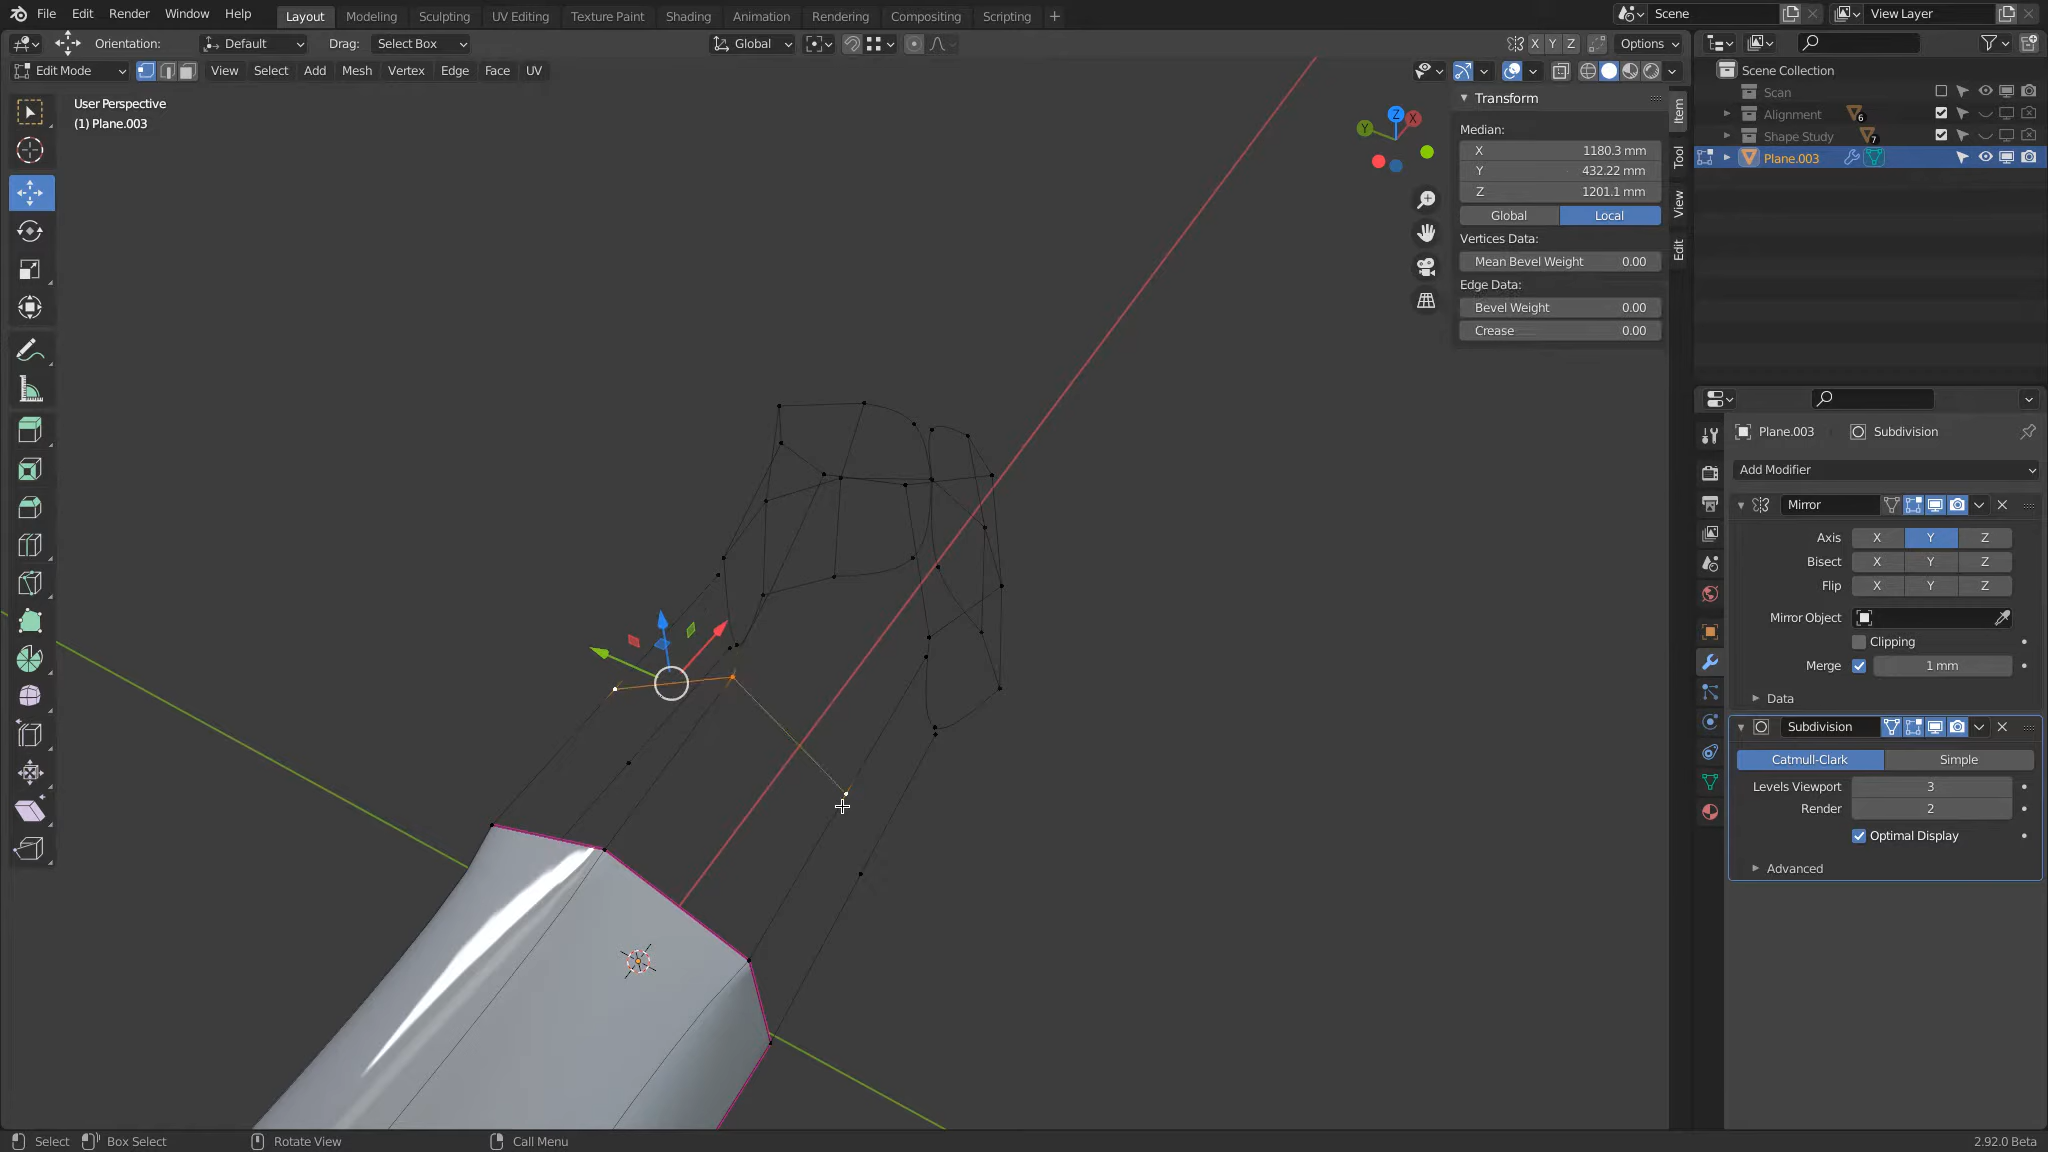 File Edit Render Window Help Layout Modeling Sculpting UV Editing Texture Paint Shading Animation Rendering Compositing Scripting + Scene View Layer
Orientation: Default Drag: Select Box Global X Y Z Options
Edit Mode View Select Add Mesh Vertex Edge Face UV
User Perspective
(1) Plane.003
Z
X
Y
Transform
Median:
X 1180.3 mm
Y 432.22 mm
Z 1201.1 mm
Global Local
Vertices Data:
Mean Bevel Weight 0.00
Edge Data:
Bevel Weight 0.00
Crease 0.00
Item
Tool
View
Edit
Scene Collection
Scan
Alignment 6
Shape Study 7
Plane.003
Plane.003 Subdivision
Add Modifier
Mirror
Axis X Y Z
Bisect X Y Z
Flip X Y Z
Mirror Object
Clipping
Merge 1 mm
Data
Subdivision
Catmull-Clark Simple
Levels Viewport 3
Render 2
Optimal Display
Advanced
Select Box Select Rotate View Call Menu 2.92.0 Beta